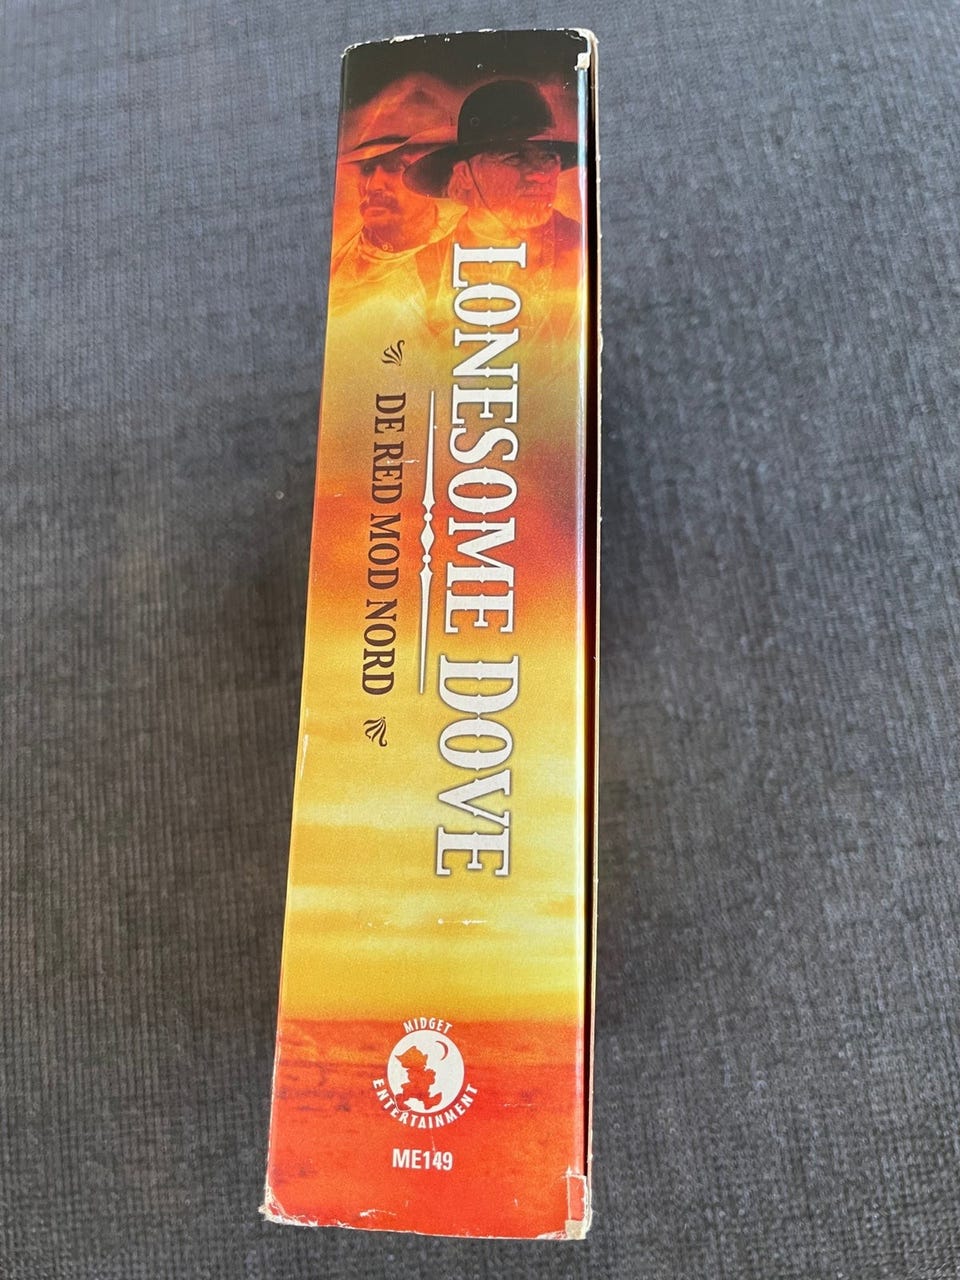 LONESOME DOVE
DE RED MOD NORD
MIDGET
ENTERTAINMENT
ME149